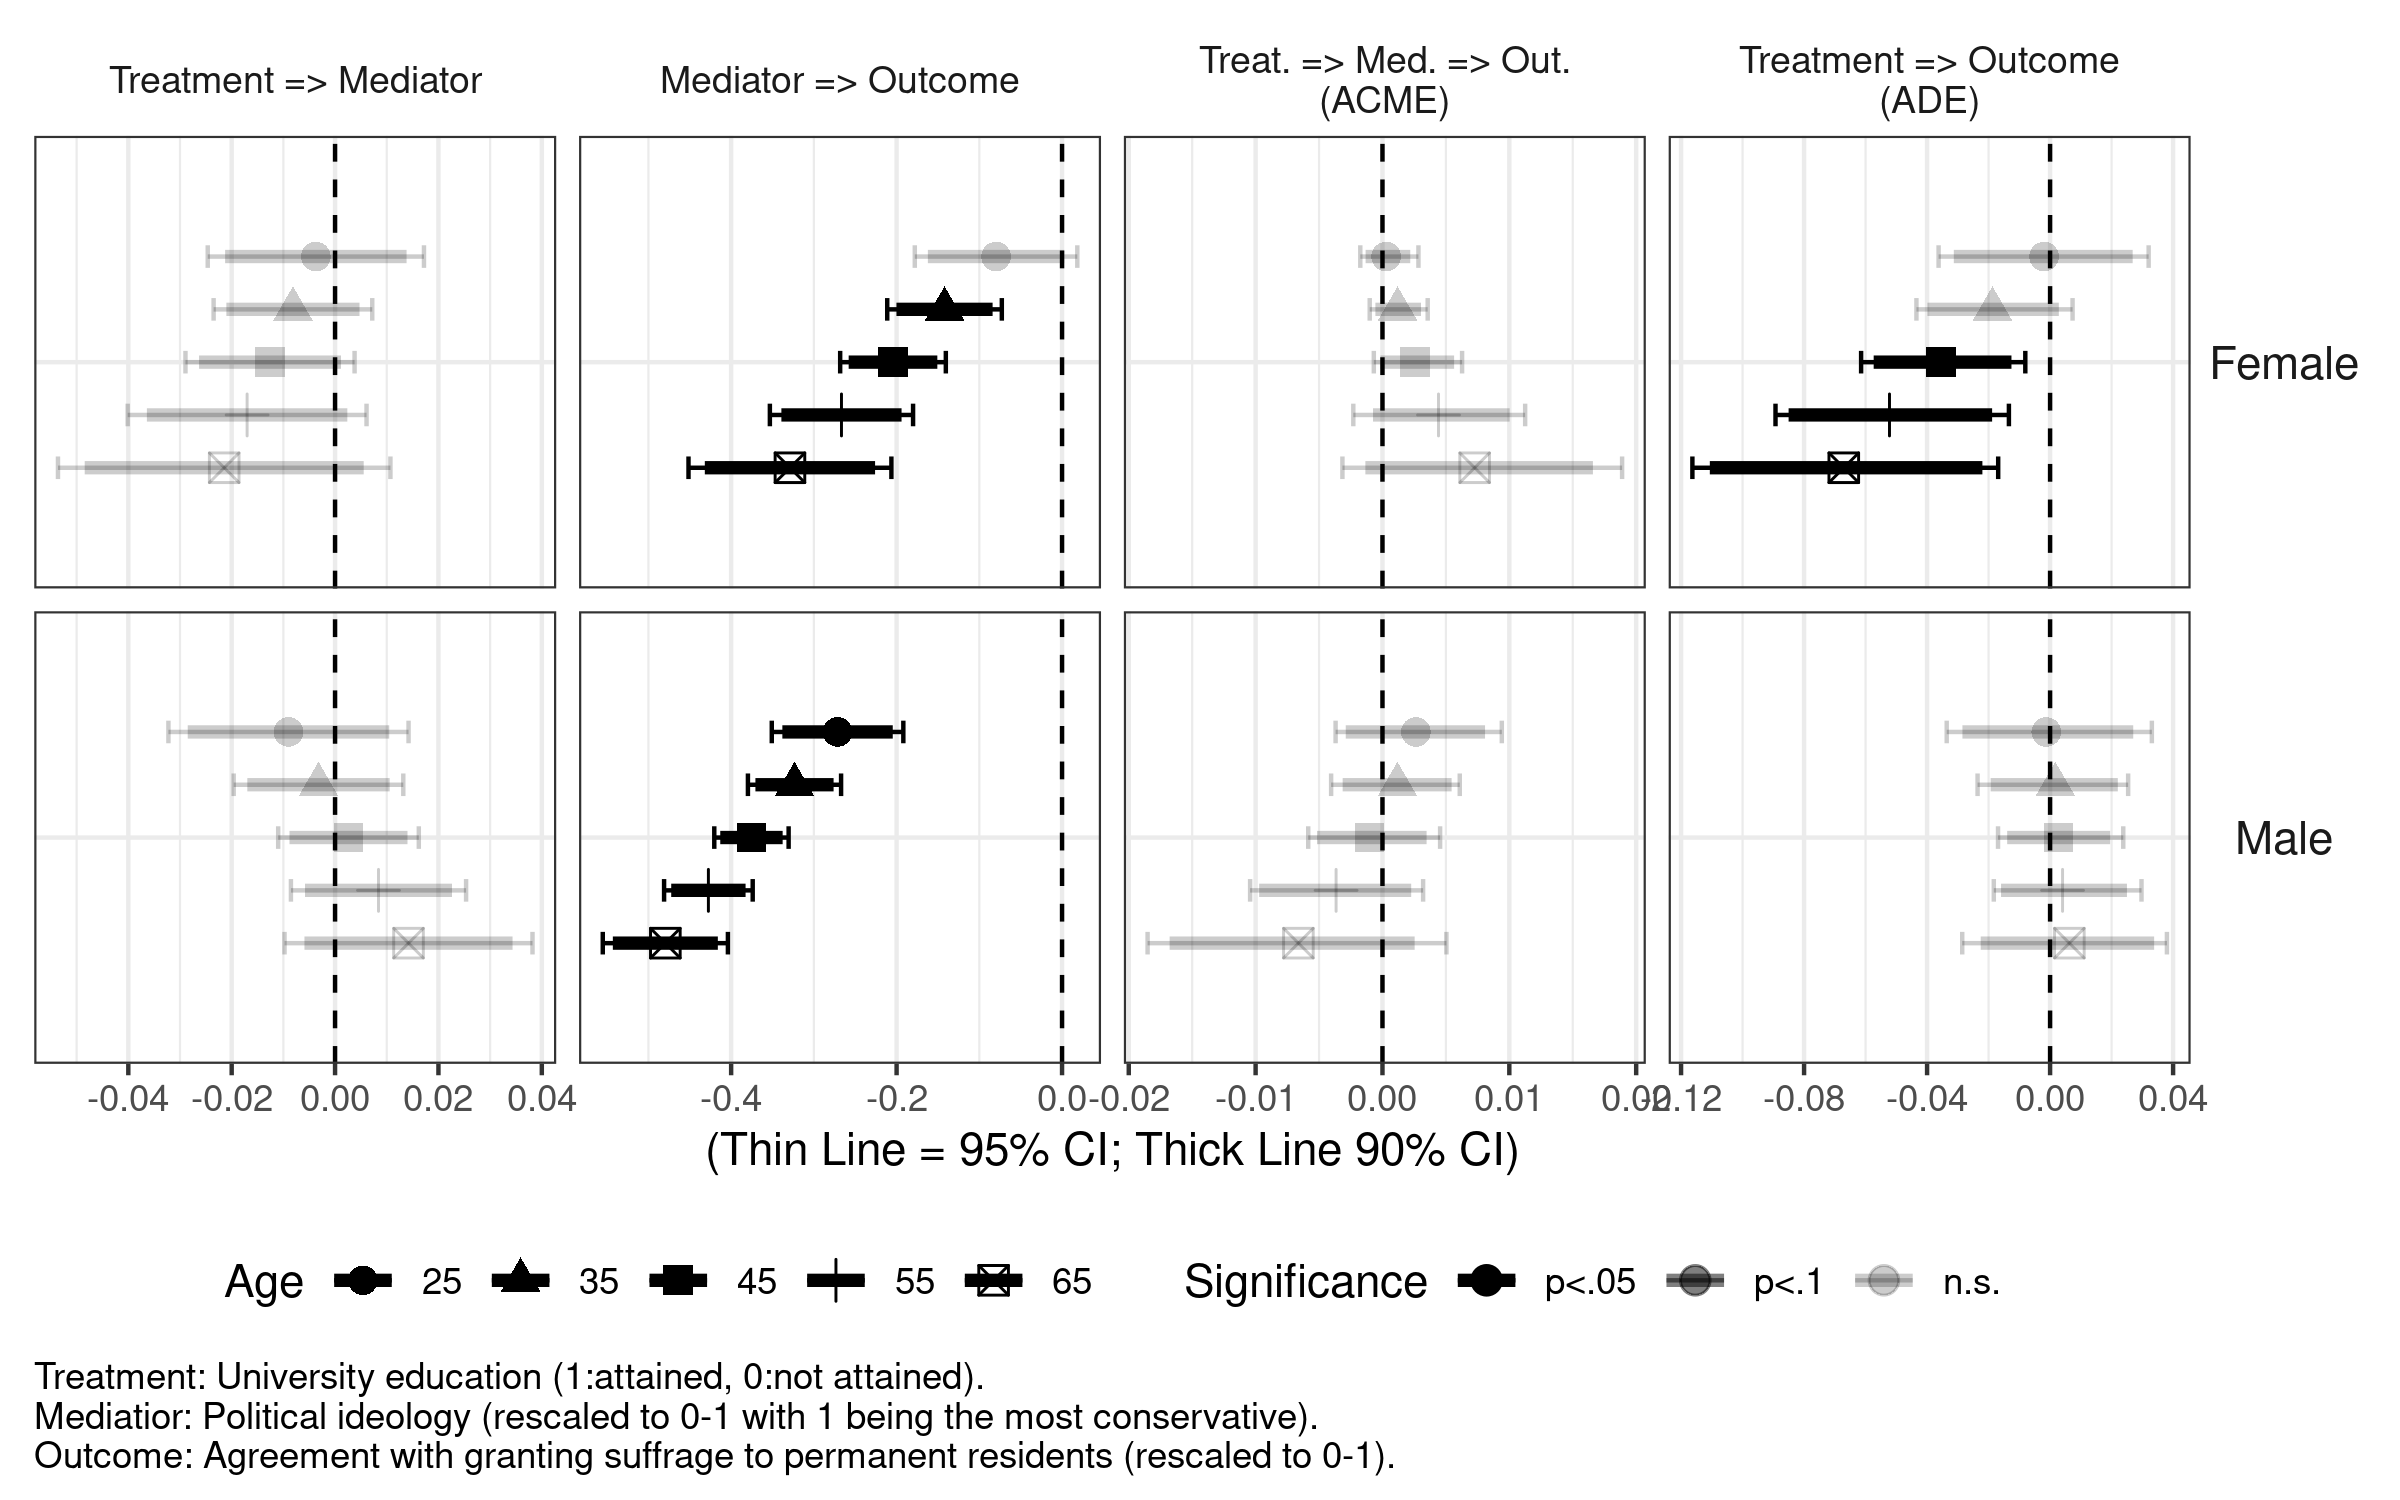 Treatment => Mediator
Mediator => Outcome
Treat. => Med. => Out.
(ACME)
Treatment => Outcome
(ADE)
Female
Male
-0.04 -0.02 0.00 0.02 0.04
-0.4 -0.2 0.0
-0.02 -0.01 0.00 0.01 0.02
-0.12 -0.08 -0.04 0.00 0.04
(Thin Line = 95% CI; Thick Line 90% CI)
Age 25 35 45 55 65 Significance p<.05 p<.1 n.s.
Treatment: University education (1:attained, 0:not attained).
Mediatior: Political ideology (rescaled to 0-1 with 1 being the most conservative).
Outcome: Agreement with granting suffrage to permanent residents (rescaled to 0-1).